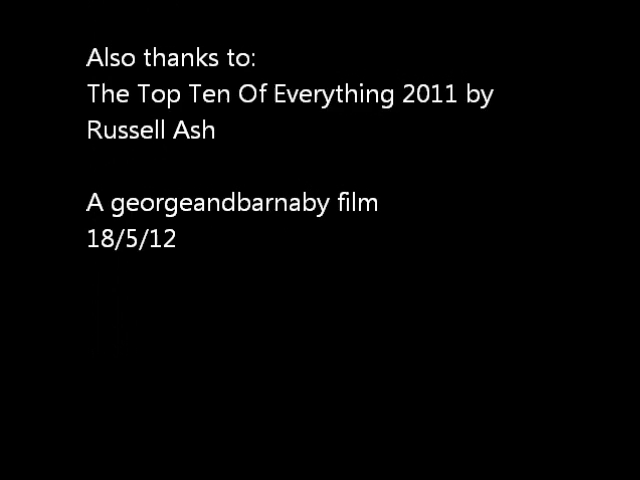 Also thanks to:
The Top Ten Of Everything 2011 by
Russell Ash
A georgeandbarnaby film
18/5/12